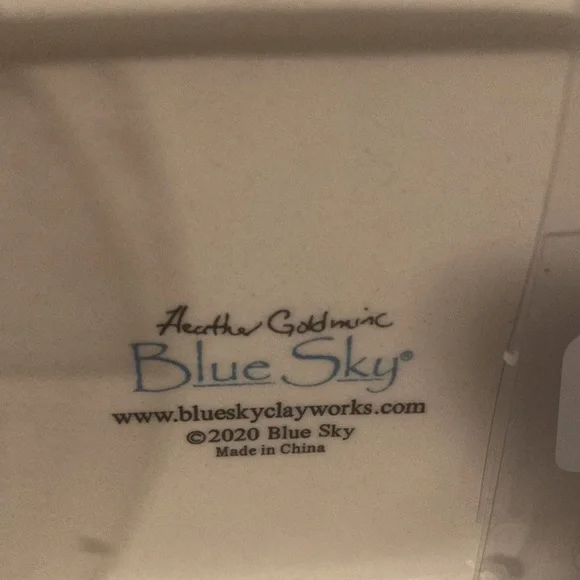 Heather Goldminc
Blue Sky®
www.blueskyclayworks.com
©2020 Blue Sky
Made in China